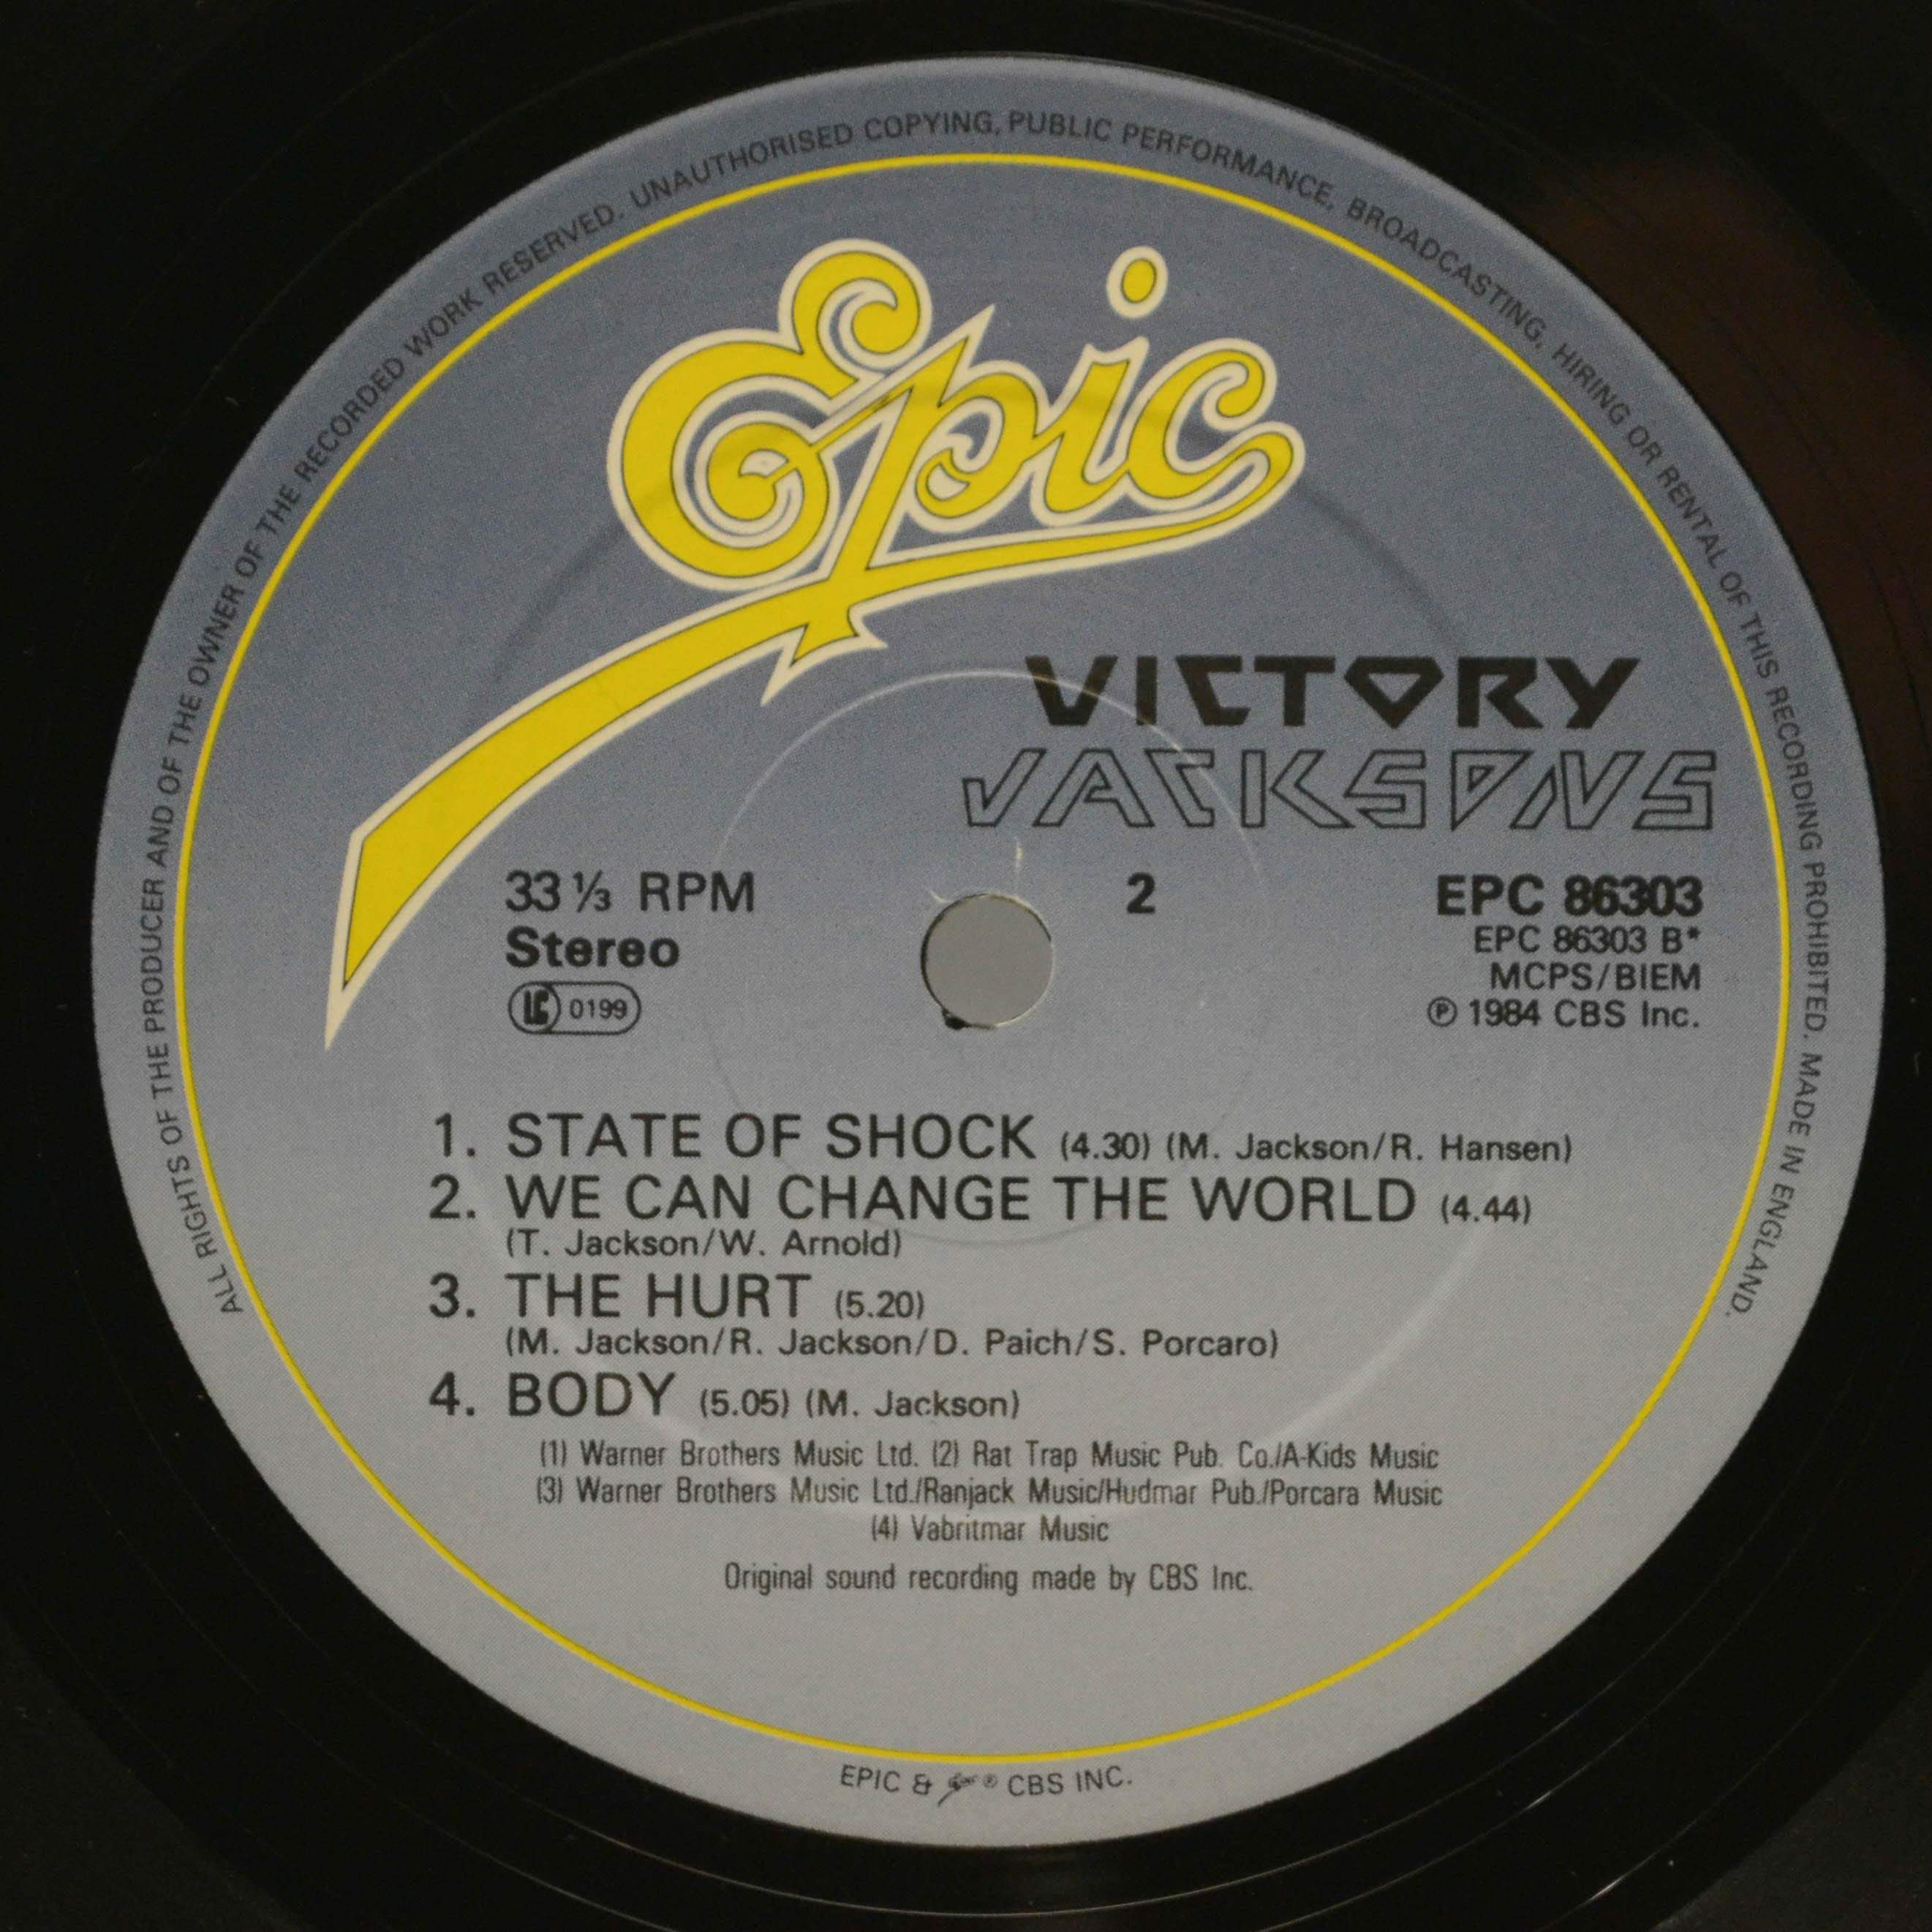 ALL RIGHTS OF THE PRODUCER AND OF THE OWNER OF THE RECORDED WORK RESERVED. UNAUTHORISED COPYING, PUBLIC PERFORMANCE, BROADCASTING, HIRING OR RENTAL OF THIS RECORDING PROHIBITED. MADE IN ENGLAND.
Epic
VICTORY
JACKSONS
33 ⅓ RPM
Stereo
LC 0199
2
EPC 86303
EPC 86303 B*
MCPS/BIEM
℗ 1984 CBS Inc.
1. STATE OF SHOCK (4.30) (M. Jackson/R. Hansen)
2. WE CAN CHANGE THE WORLD (4.44)
(T. Jackson/W. Arnold)
3. THE HURT (5.20)
(M. Jackson/R. Jackson/D. Paich/S. Porcaro)
4. BODY (5.05) (M. Jackson)
(1) Warner Brothers Music Ltd. (2) Rat Trap Music Pub. Co./A-Kids Music
(3) Warner Brothers Music Ltd./Ranjack Music/Hudmar Pub./Porcara Music
(4) Vabritmar Music
Original sound recording made by CBS Inc.
EPIC & Epic ® CBS INC.